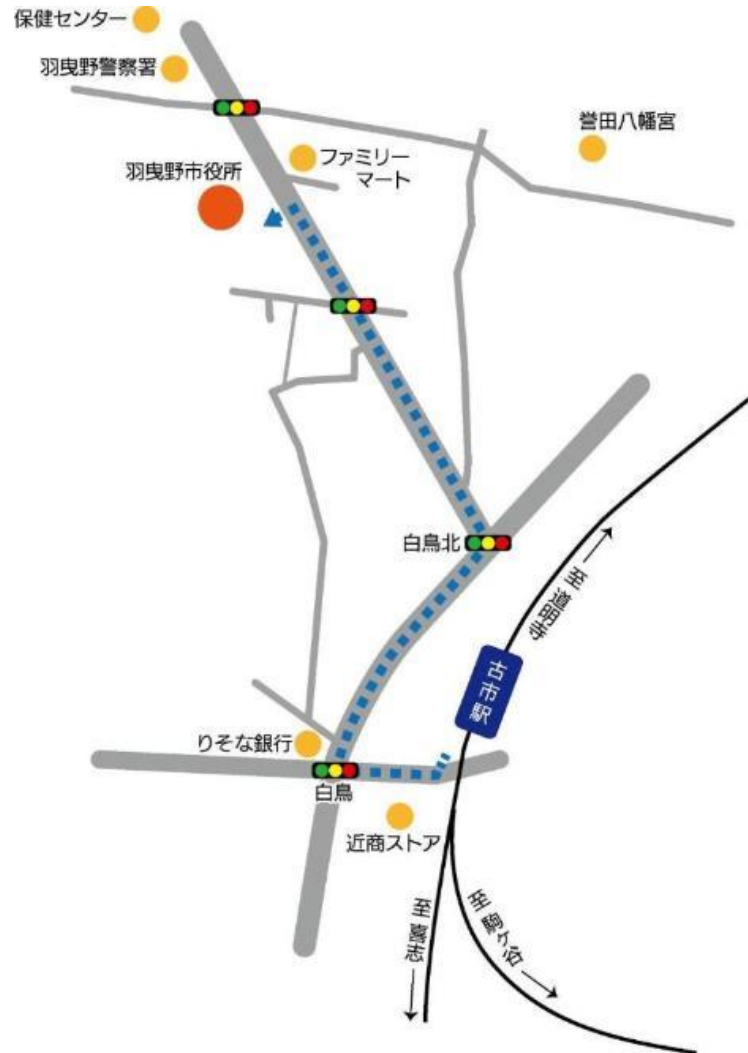 保健センター
羽曳野警察署
誉田八幡宮
ファミリー
マート
羽曳野市役所
白鳥北
至 道明寺
古市駅
りそな銀行
白鳥
近商ストア
至 喜志
至 駒ヶ谷